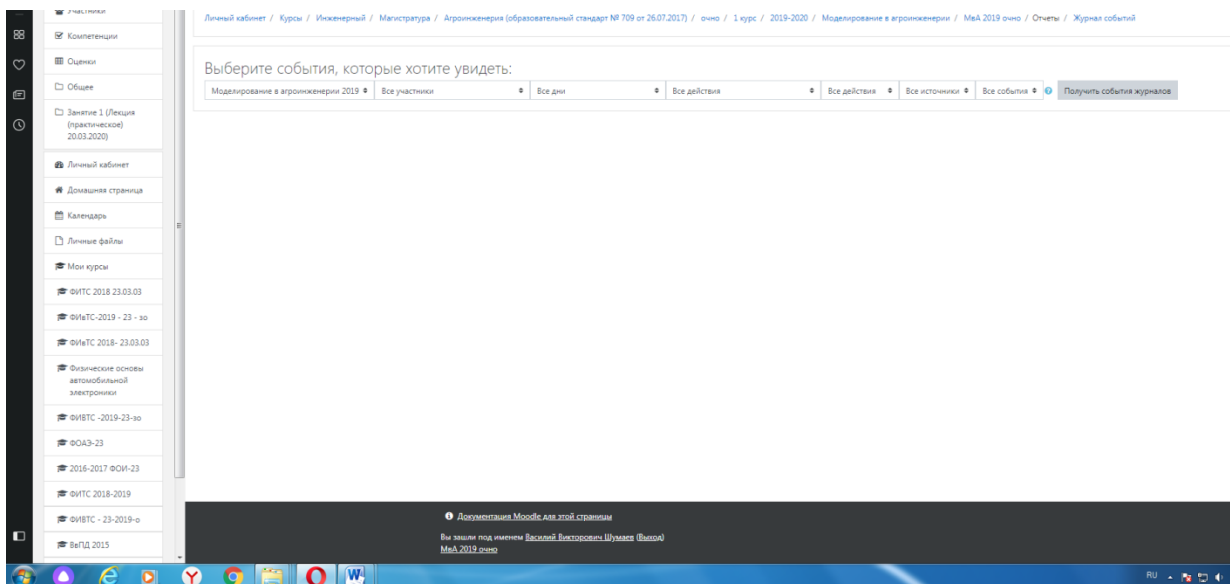 Участники
Личный кабинет / Курсы / Инженерный / Магистратура / Агроинженерия (образовательный стандарт № 709 от 26.07.2017) / очно / 1 курс / 2019-2020 / Моделирование в агроинженерии / МвА 2019 очно / Отчеты / Журнал событий
Компетенции
Оценки
Общее
Занятие 1 (Лекция
(практическое)
20.03.2020)
Личный кабинет
Домашняя страница
Календарь
Личные файлы
Мои курсы
ФИТС 2018 23.03.03
ФИвТС-2019 - 23 - зо
ФИвТС 2018- 23.03.03
Физические основы
автомобильной
электроники
ФИВТС -2019-23-зо
ФОАЭ-23
2016-2017 ФОИ-23
ФИТС 2018-2019
ФИВТС - 23-2019-о
ВвПД 2015
Выберите события, которые хотите увидеть:
Моделирование в агроинженерии 2019 Все участники Все дни Все действия Все действия Все источники Все события Получить события журналов
Документация Moodle для этой страницы
Вы зашли под именем Василий Викторович Шумаев (Выход)
МвА 2019 очно
RU